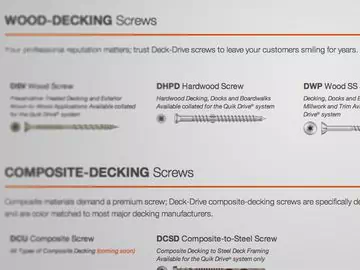 WOOD-DECKING Screws
Your professional reputation matters; trust Deck-Drive screws to leave your customers smiling for years.
DSV Wood Screw
Preservative Treated Decking and Exterior
Wood-to-Wood Applications Available collated
for the Quik Drive® system
DHPD Hardwood Screw
Hardwood Decking, Docks and Boardwalks
Available collated for the Quik Drive® system
DWP Wood SS
Decking, Docks and
Millwork and Trim
Drive® system
COMPOSITE-DECKING Screws
Composite materials demand a premium screw; Deck-Drive composite-decking screws are specifically
and are color matched to most major decking manufacturers.
DCU Composite Screw
All Types of Composite Decking (coming soon)
DCSD Composite-to-Steel Screw
Composite Decking to Steel Deck Framing
Available for the Quik Drive® system only